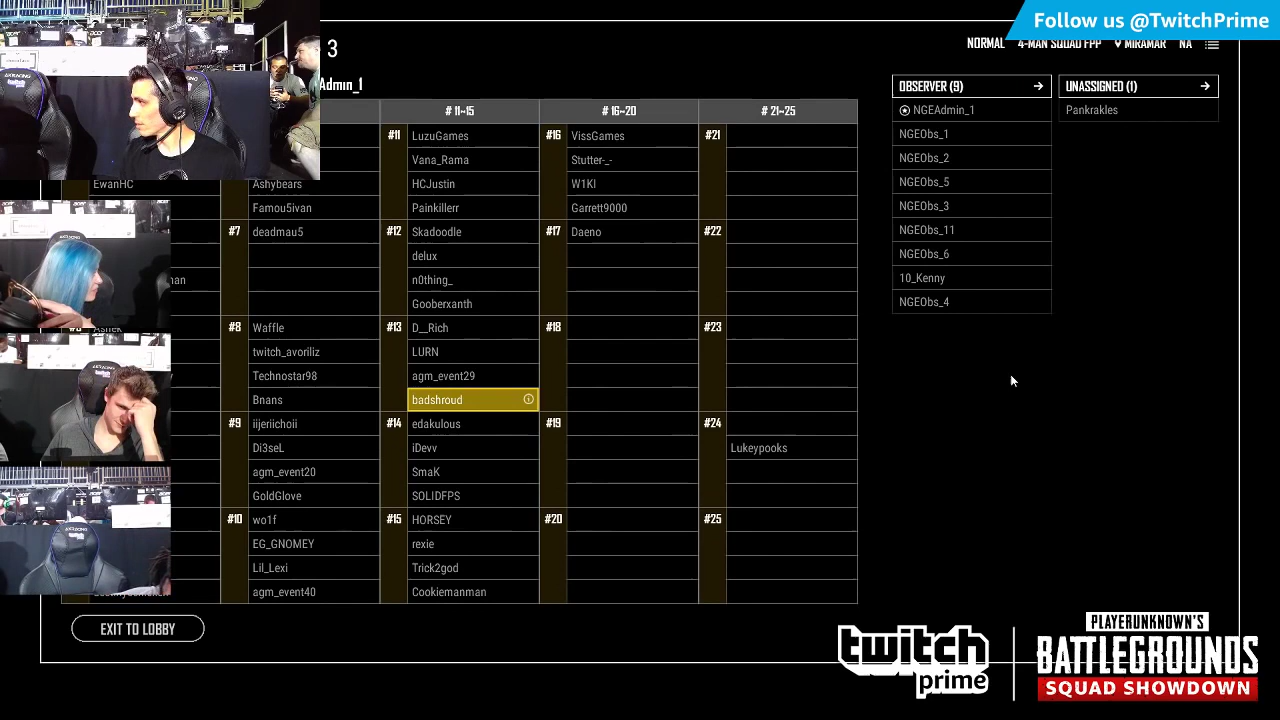 Follow us @TwitchPrime
3
NORMAL 4-MAN SQUAD FPP MIRAMAR NA
Admin_1
OBSERVER (9)
UNASSIGNED (1)
# 11~15
# 16~20
# 21~25
NGEAdmin_1
Pankrakles
#11 LuzuGames
#16 VissGames
#21
NGEObs_1
Vana_Rama
Stutter-_-
NGEObs_2
EwanHC
Ashybears
HCJustin
W1KI
NGEObs_5
Famou5ivan
Painkillerr
Garrett9000
NGEObs_3
#7 deadmau5
#12 Skadoodle
#17 Daeno
#22
NGEObs_11
delux
NGEObs_6
man
n0thing_
10_Kenny
Gooberxanth
NGEObs_4
#8 Waffle
#13 D__Rich
#18
#23
twitch_avoriliz
LURN
Technostar98
agm_event29
Bnans
badshroud
#9 iijeriichoii
#14 edakulous
#19
#24
Di3seL
iDevv
Lukeypooks
agm_event20
SmaK
GoldGlove
SOLIDFPS
#10 wo1f
#15 HORSEY
#20
#25
EG_GNOMEY
rexie
Lil_Lexi
Trick2god
agm_event40
Cookiemanman
EXIT TO LOBBY
twitch prime
PLAYERUNKNOWN'S
BATTLEGROUNDS
SQUAD SHOWDOWN